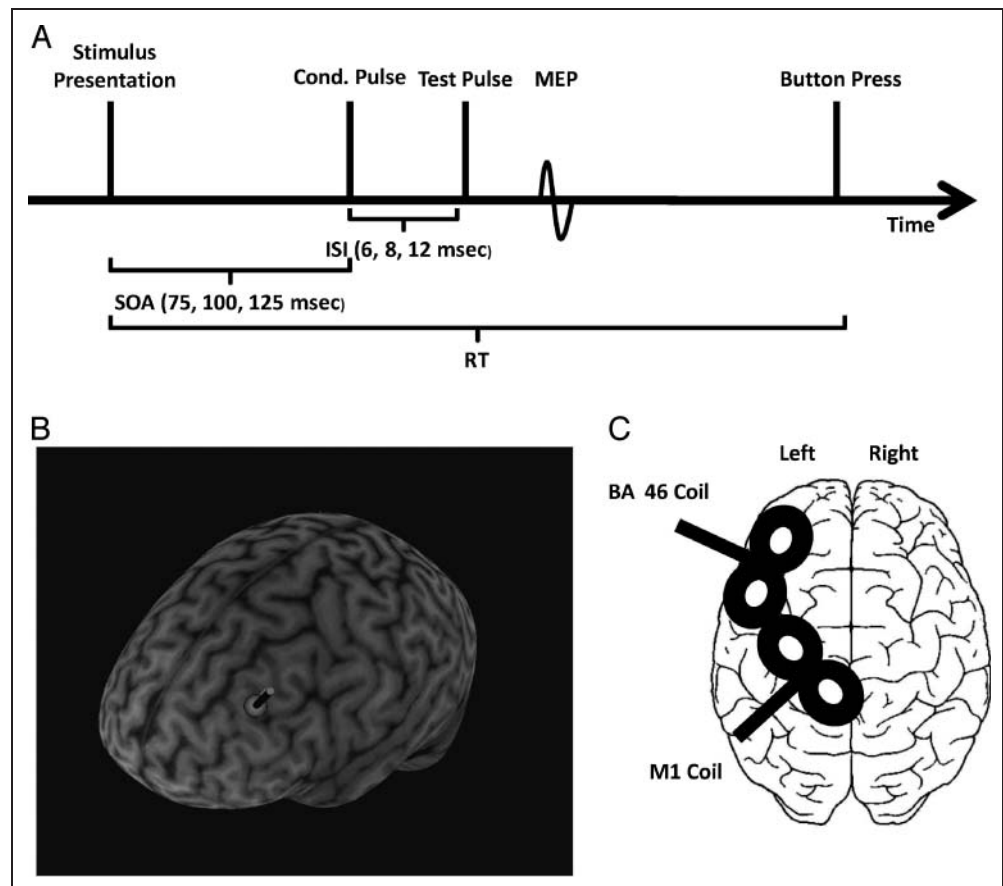 A
Stimulus
Presentation
Cond. Pulse
Test Pulse
MEP
Button Press
Time
ISI (6, 8, 12 msec)
SOA (75, 100, 125 msec)
RT
B
C
Left
Right
BA 46 Coil
M1 Coil